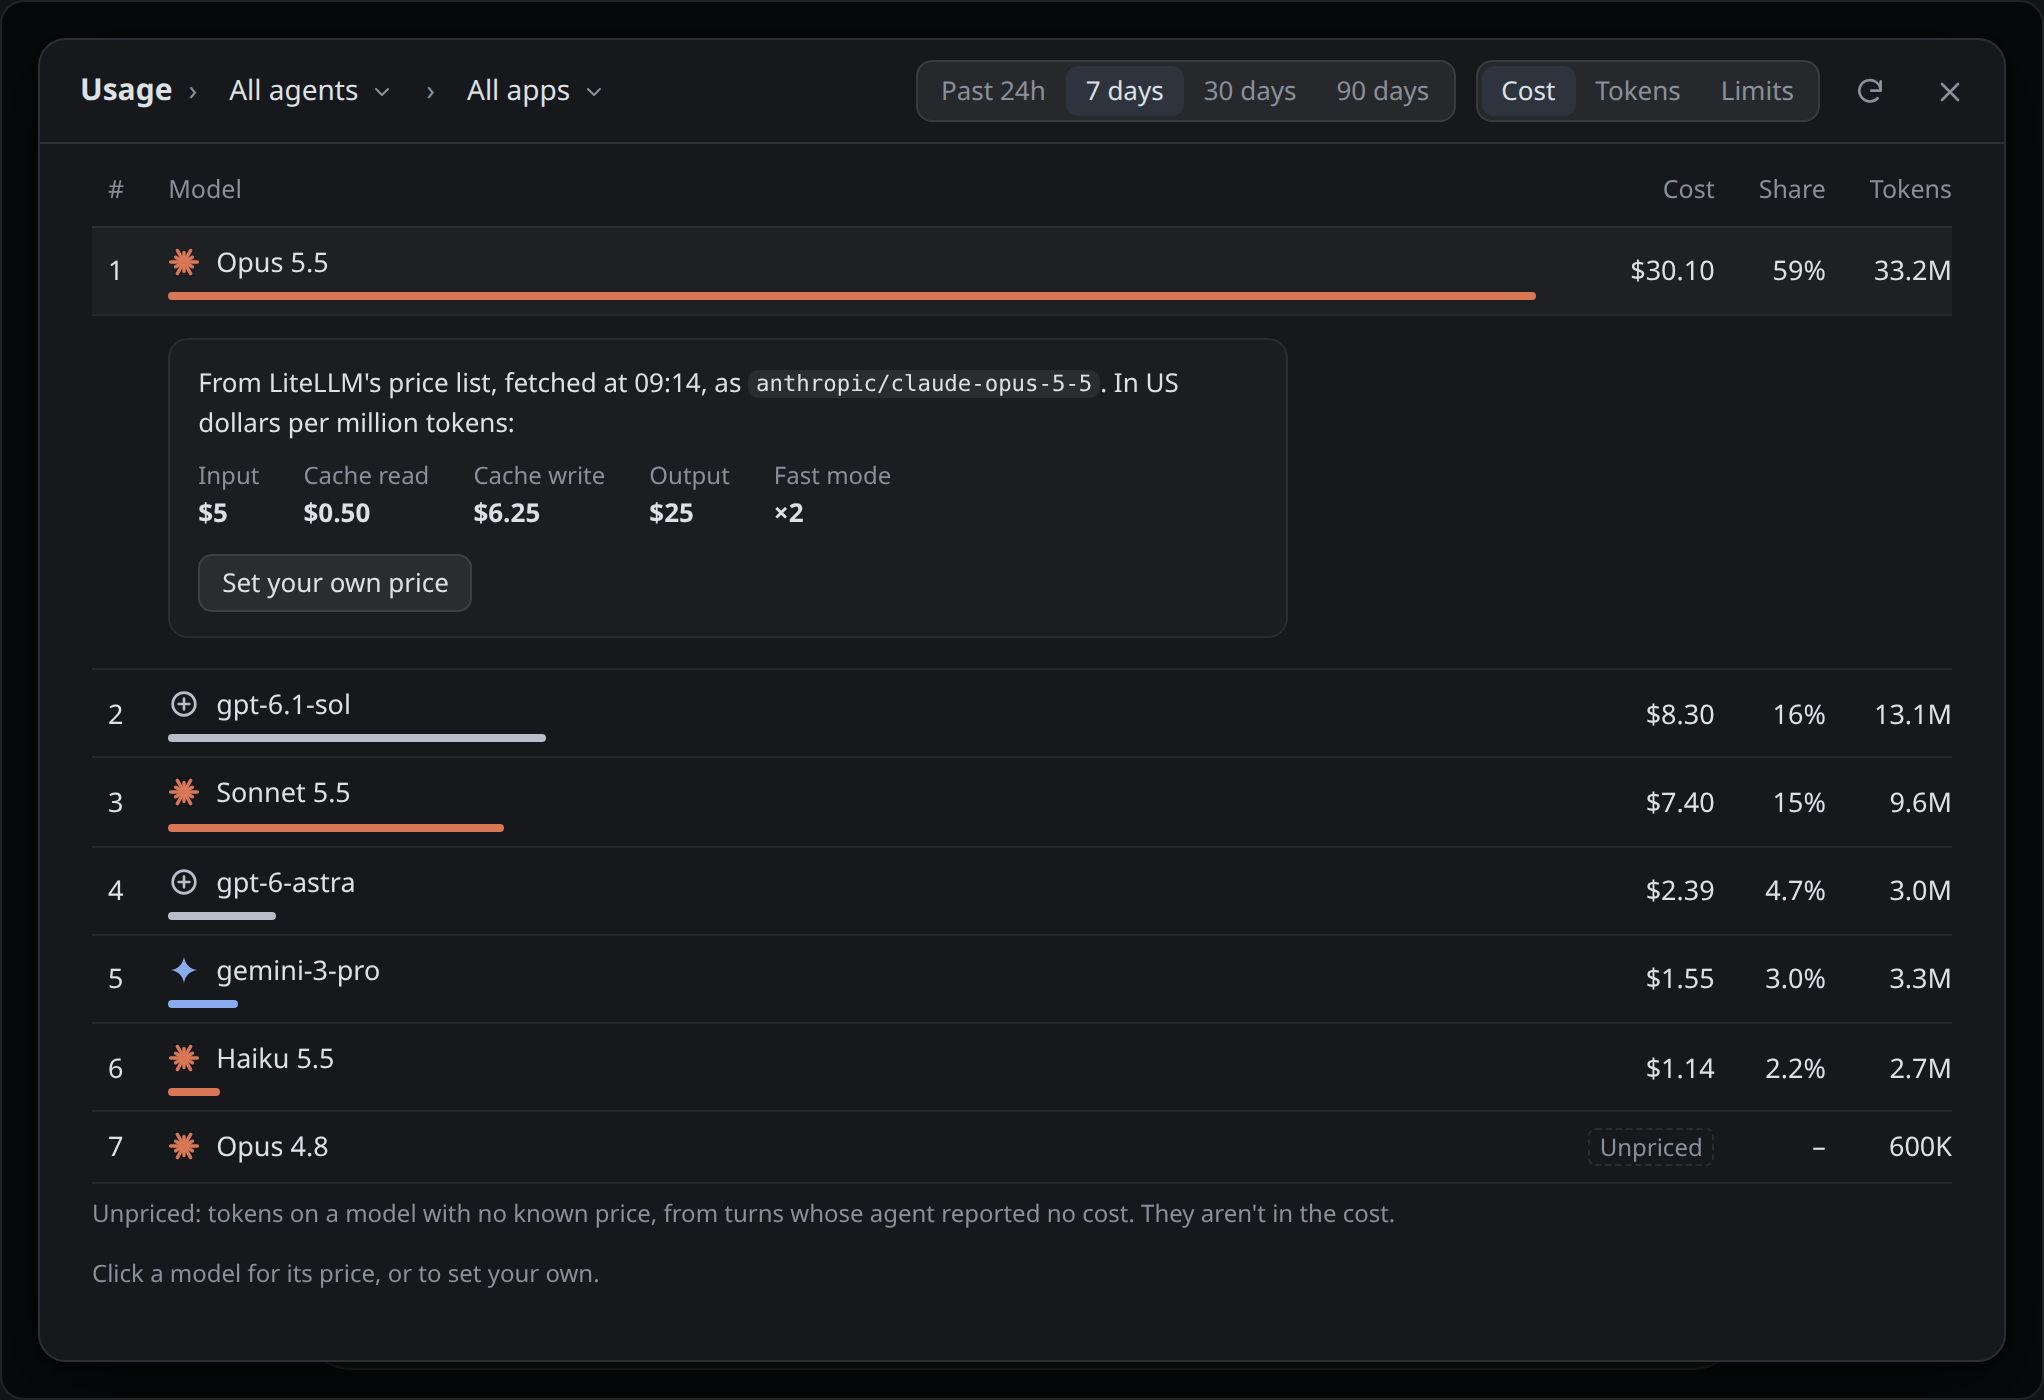 Usage › All agents › All apps
Past 24h 7 days 30 days 90 days
Cost Tokens Limits
# Model Cost Share Tokens
1 Opus 5.5 $30.10 59% 33.2M
From LiteLLM's price list, fetched at 09:14, as anthropic/claude-opus-5-5. In US
dollars per million tokens:
Input Cache read Cache write Output Fast mode
$5 $0.50 $6.25 $25 ×2
Set your own price
2 gpt-6.1-sol $8.30 16% 13.1M
3 Sonnet 5.5 $7.40 15% 9.6M
4 gpt-6-astra $2.39 4.7% 3.0M
5 gemini-3-pro $1.55 3.0% 3.3M
6 Haiku 5.5 $1.14 2.2% 2.7M
7 Opus 4.8 Unpriced – 600K
Unpriced: tokens on a model with no known price, from turns whose agent reported no cost. They aren't in the cost.
Click a model for its price, or to set your own.